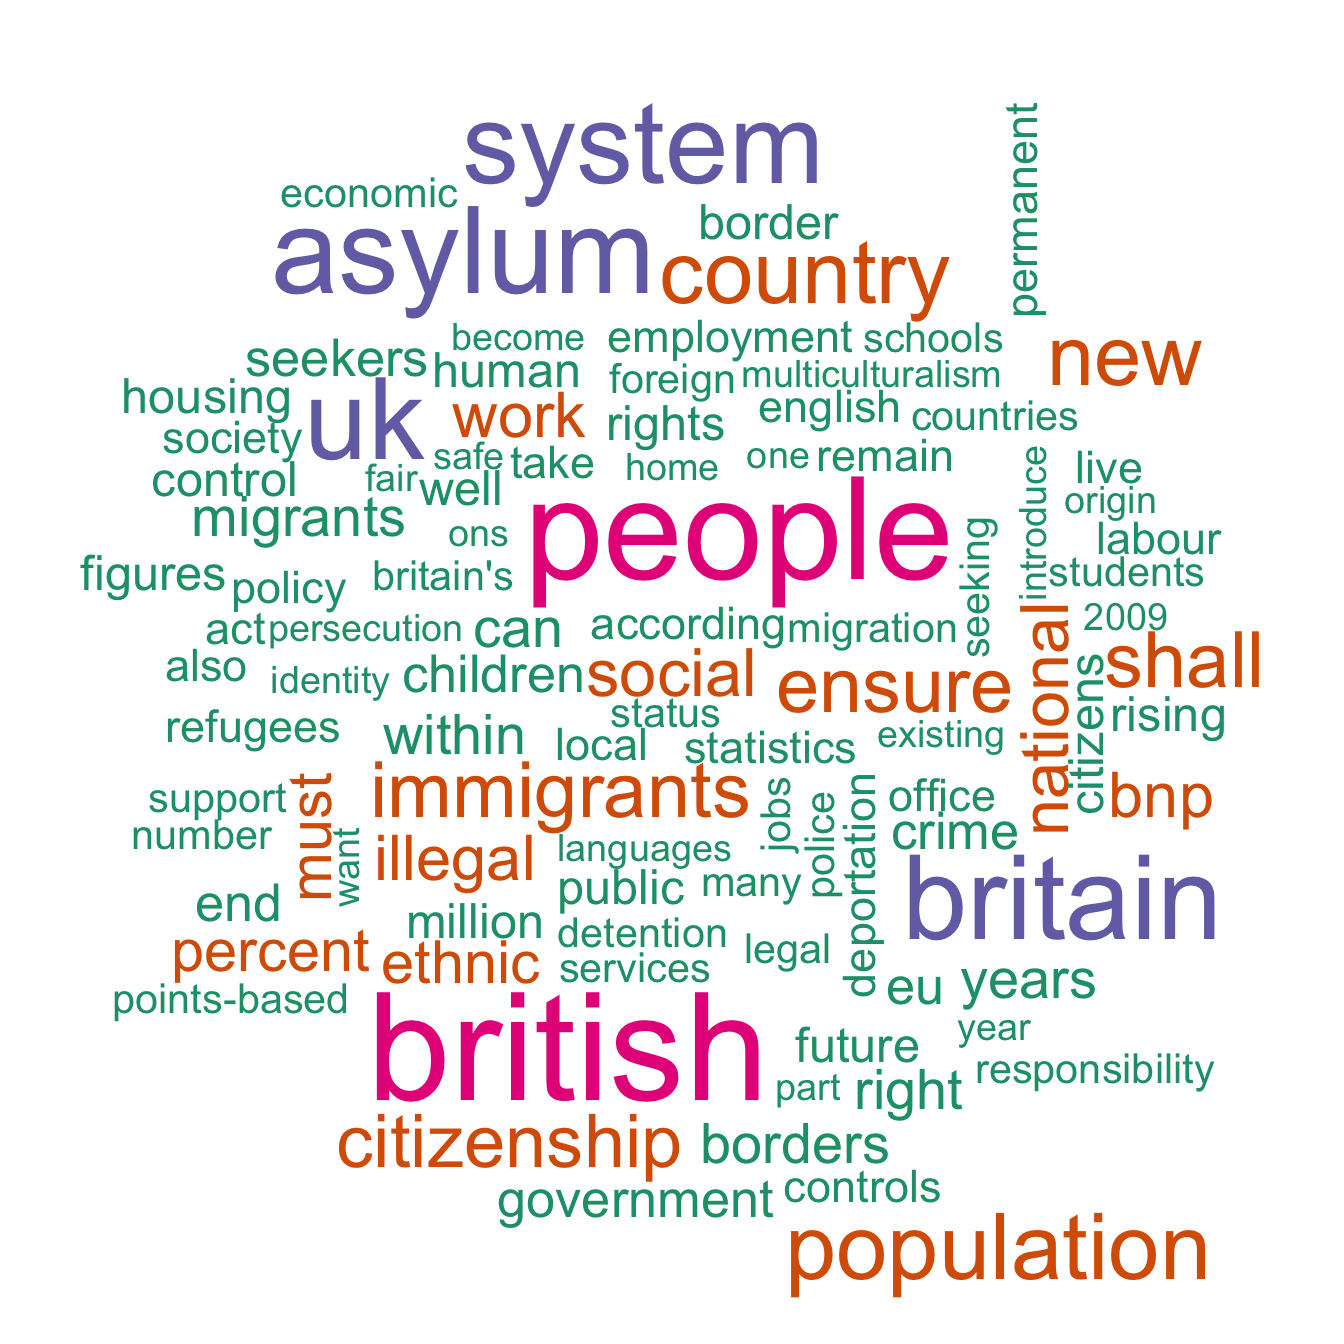 system
permanent
economic
border
asylum
country
become
employment
schools
new
seekers
human
foreign
multiculturalism
housing
uk
work
rights
english
countries
society
safe
take
home
one
remain
introduce
live
control
fair
well
people
origin
migrants
ons
seeking
labour
figures
policy
britain's
students
act
persecution
can
according
migration
national
2009
also
identity
children
social
ensure
citizens
shall
refugees
within
status
local
statistics
existing
rising
support
must
immigrants
jobs
police
deportation
office
bnp
number
want
illegal
languages
crime
end
public
many
britain
million
detention
legal
percent
ethnic
services
eu
years
points-based
british
future
year
part
right
responsibility
citizenship
borders
government
controls
population